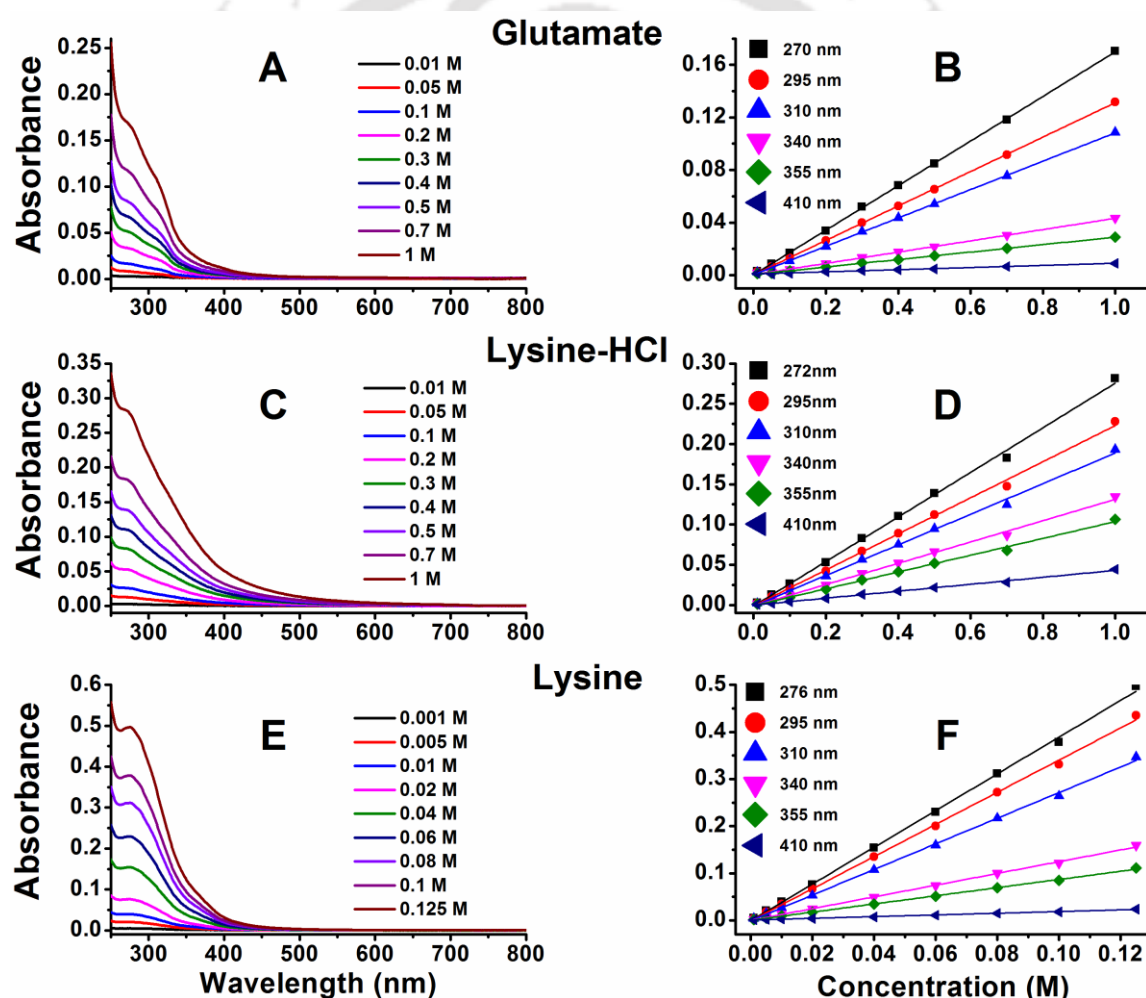 Glutamate
A
Absorbance
0.25
0.20
0.15
0.10
0.05
0.00
0.01 M
0.05 M
0.1 M
0.2 M
0.3 M
0.4 M
0.5 M
0.7 M
1 M
300 400 500 600 700 800
B
0.16
0.12
0.08
0.04
0.00
270 nm
295 nm
310 nm
340 nm
355 nm
410 nm
0.0 0.2 0.4 0.6 0.8 1.0
Lysine-HCl
C
Absorbance
0.35
0.30
0.25
0.20
0.15
0.10
0.05
0.00
0.01 M
0.05 M
0.1 M
0.2 M
0.3 M
0.4 M
0.5 M
0.7 M
1 M
300 400 500 600 700 800
D
0.30
0.25
0.20
0.15
0.10
0.05
0.00
272nm
295nm
310nm
340nm
355nm
410nm
0.0 0.2 0.4 0.6 0.8 1.0
Lysine
E
Absorbance
0.6
0.5
0.4
0.3
0.2
0.1
0.0
0.001 M
0.005 M
0.01 M
0.02 M
0.04 M
0.06 M
0.08 M
0.1 M
0.125 M
300 400 500 600 700 800
Wavelength (nm)
F
0.5
0.4
0.3
0.2
0.1
0.0
276 nm
295 nm
310 nm
340 nm
355 nm
410 nm
0.00 0.02 0.04 0.06 0.08 0.10 0.12
Concentration (M)